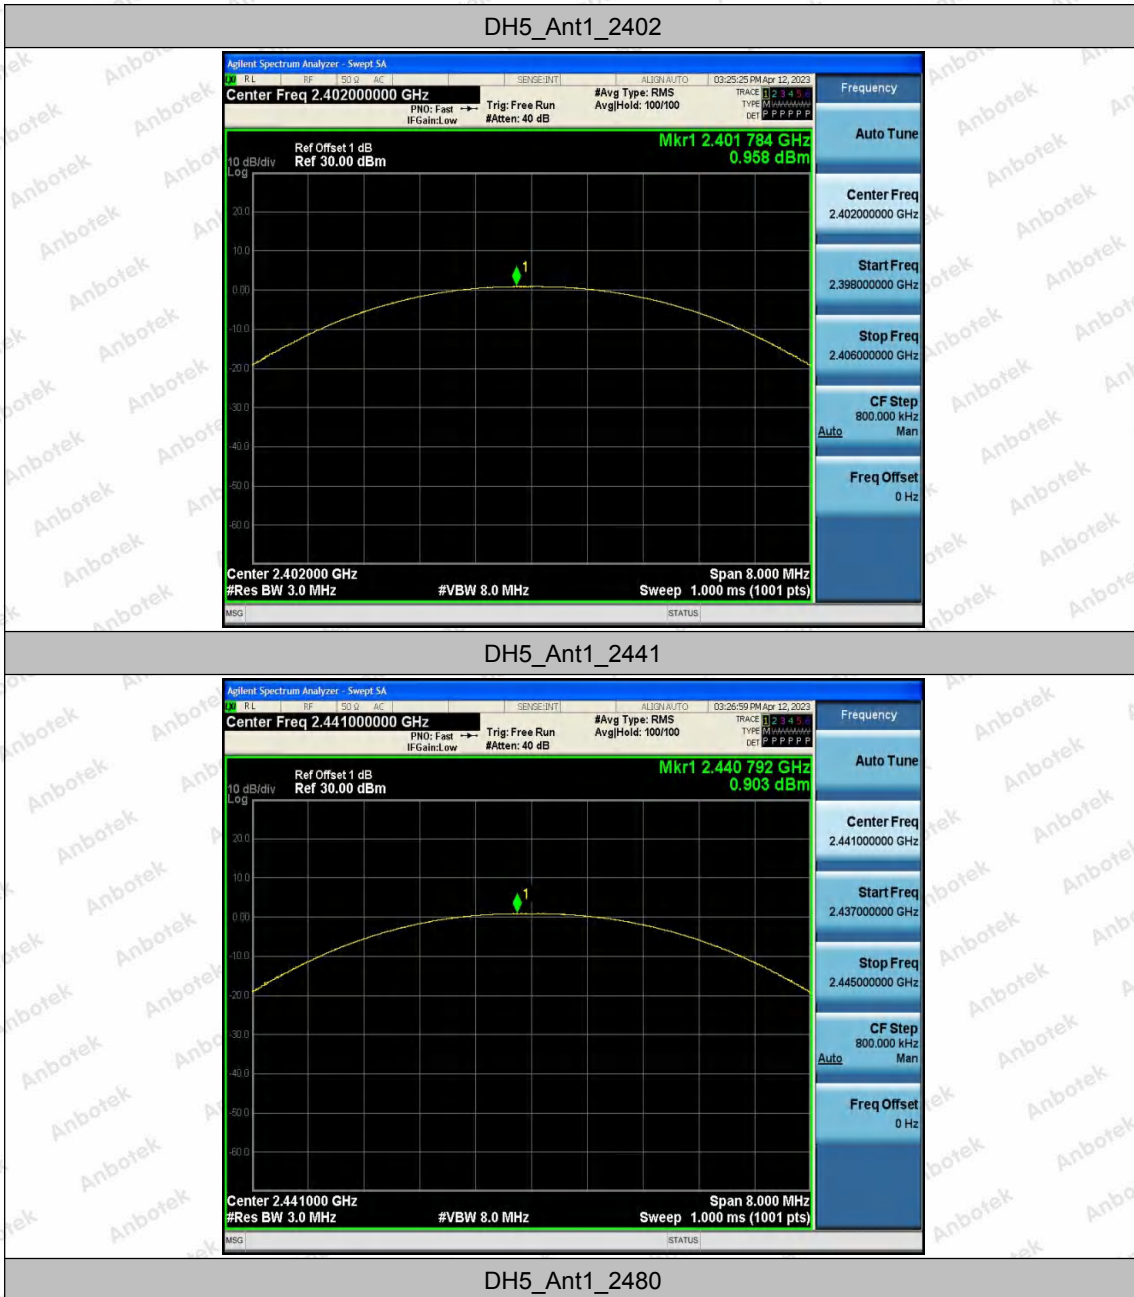 DH5_Ant1_2402
Agilent Spectrum Analyzer - Swept SA
RL RF 50 Ω AC SENSE:INT ALIGN AUTO 03:25:25 PM Apr 12, 2023
Center Freq 2.402000000 GHz
PNO: Fast
IFGain:Low
Trig: Free Run
#Atten: 40 dB
#Avg Type: RMS
Avg|Hold: 100/100
TRACE 1 2 3 4 5 6
TYPE M
DET P P P P P P
Mkr1 2.401 784 GHz
0.958 dBm
Ref Offset 1 dB
10 dB/div Ref 30.00 dBm
Log
20.0
10.0
0.00
-10.0
-20.0
-30.0
-40.0
-50.0
-60.0
1
Center 2.402000 GHz
Span 8.000 MHz
#Res BW 3.0 MHz
#VBW 8.0 MHz
Sweep 1.000 ms (1001 pts)
MSG
STATUS
Frequency
Auto Tune
Center Freq
2.402000000 GHz
Start Freq
2.398000000 GHz
Stop Freq
2.406000000 GHz
CF Step
800.000 kHz
Auto Man
Freq Offset
0 Hz
DH5_Ant1_2441
Agilent Spectrum Analyzer - Swept SA
RL RF 50 Ω AC SENSE:INT ALIGN AUTO 03:26:59 PM Apr 12, 2023
Center Freq 2.441000000 GHz
PNO: Fast
IFGain:Low
Trig: Free Run
#Atten: 40 dB
#Avg Type: RMS
Avg|Hold: 100/100
TRACE 1 2 3 4 5 6
TYPE M
DET P P P P P P
Mkr1 2.440 792 GHz
0.903 dBm
Ref Offset 1 dB
10 dB/div Ref 30.00 dBm
Log
20.0
10.0
0.00
-10.0
-20.0
-30.0
-40.0
-50.0
-60.0
1
Center 2.441000 GHz
Span 8.000 MHz
#Res BW 3.0 MHz
#VBW 8.0 MHz
Sweep 1.000 ms (1001 pts)
MSG
STATUS
Frequency
Auto Tune
Center Freq
2.441000000 GHz
Start Freq
2.437000000 GHz
Stop Freq
2.445000000 GHz
CF Step
800.000 kHz
Auto Man
Freq Offset
0 Hz
DH5_Ant1_2480
Anbotek